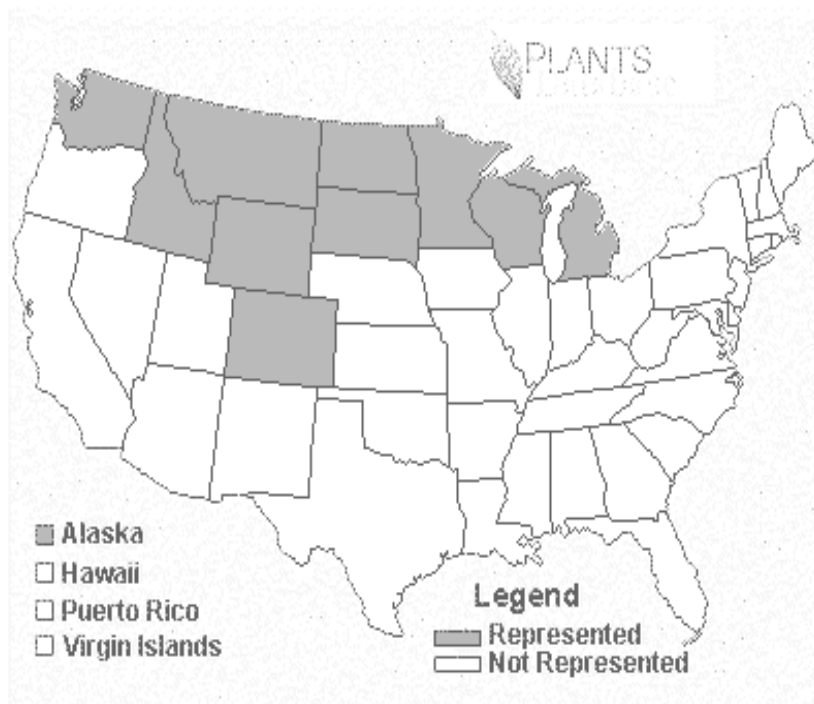 PLANTS
Alaska
Hawaii
Puerto Rico
Virgin Islands
Legend
Represented
Not Represented